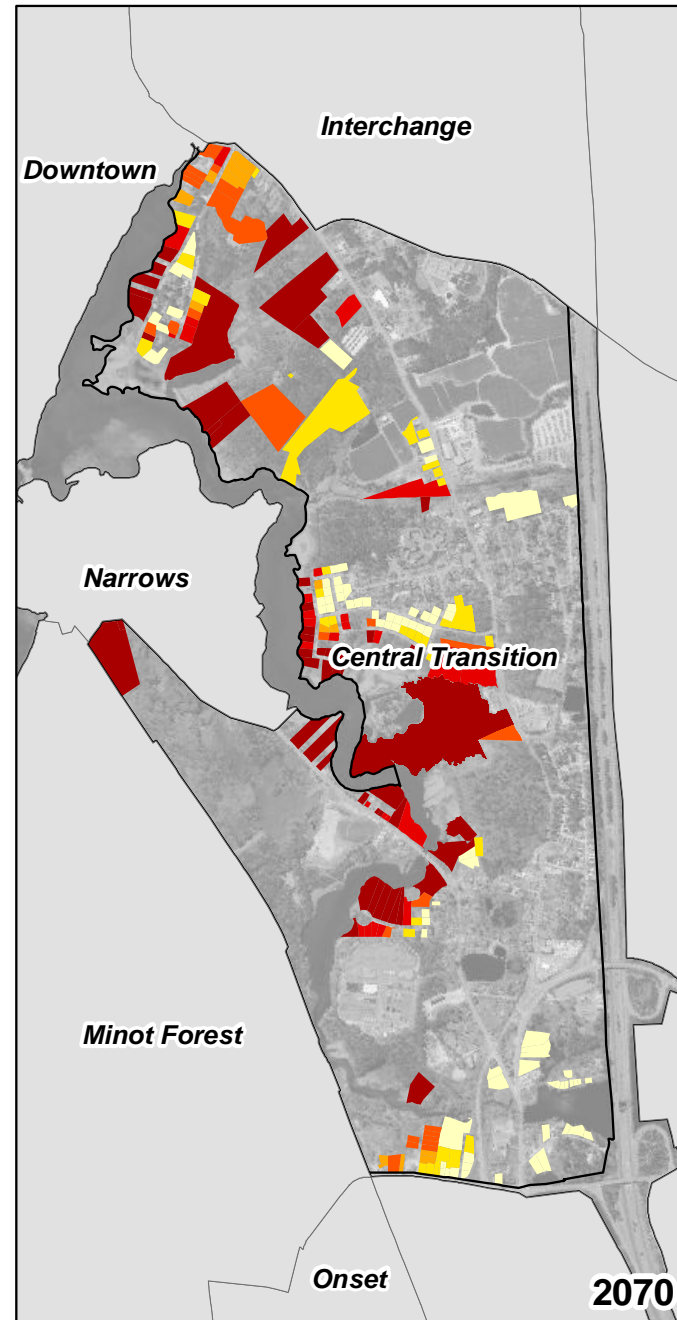 Interchange
Downtown
Narrows
Central Transition
Minot Forest
Onset
2070